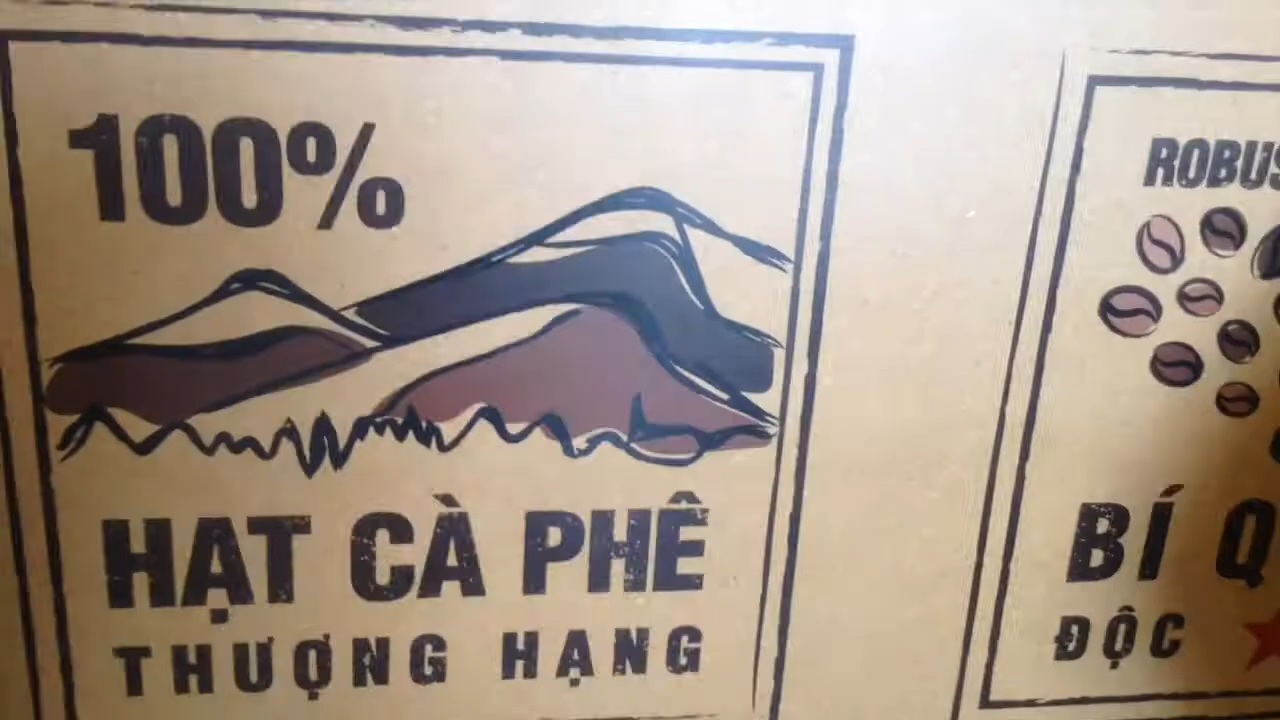 100%
HẠT CÀ PHÊ
THƯỢNG HẠNG
BÍ
ĐỘC